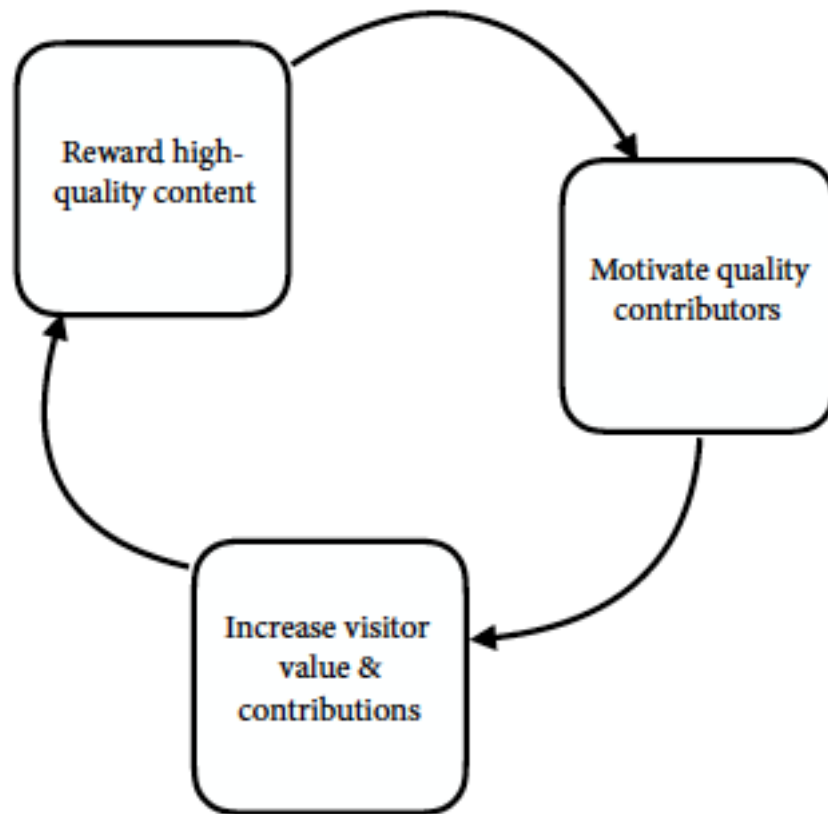 Reward high-
quality content
Motivate quality
contributors
Increase visitor
value &
contributions